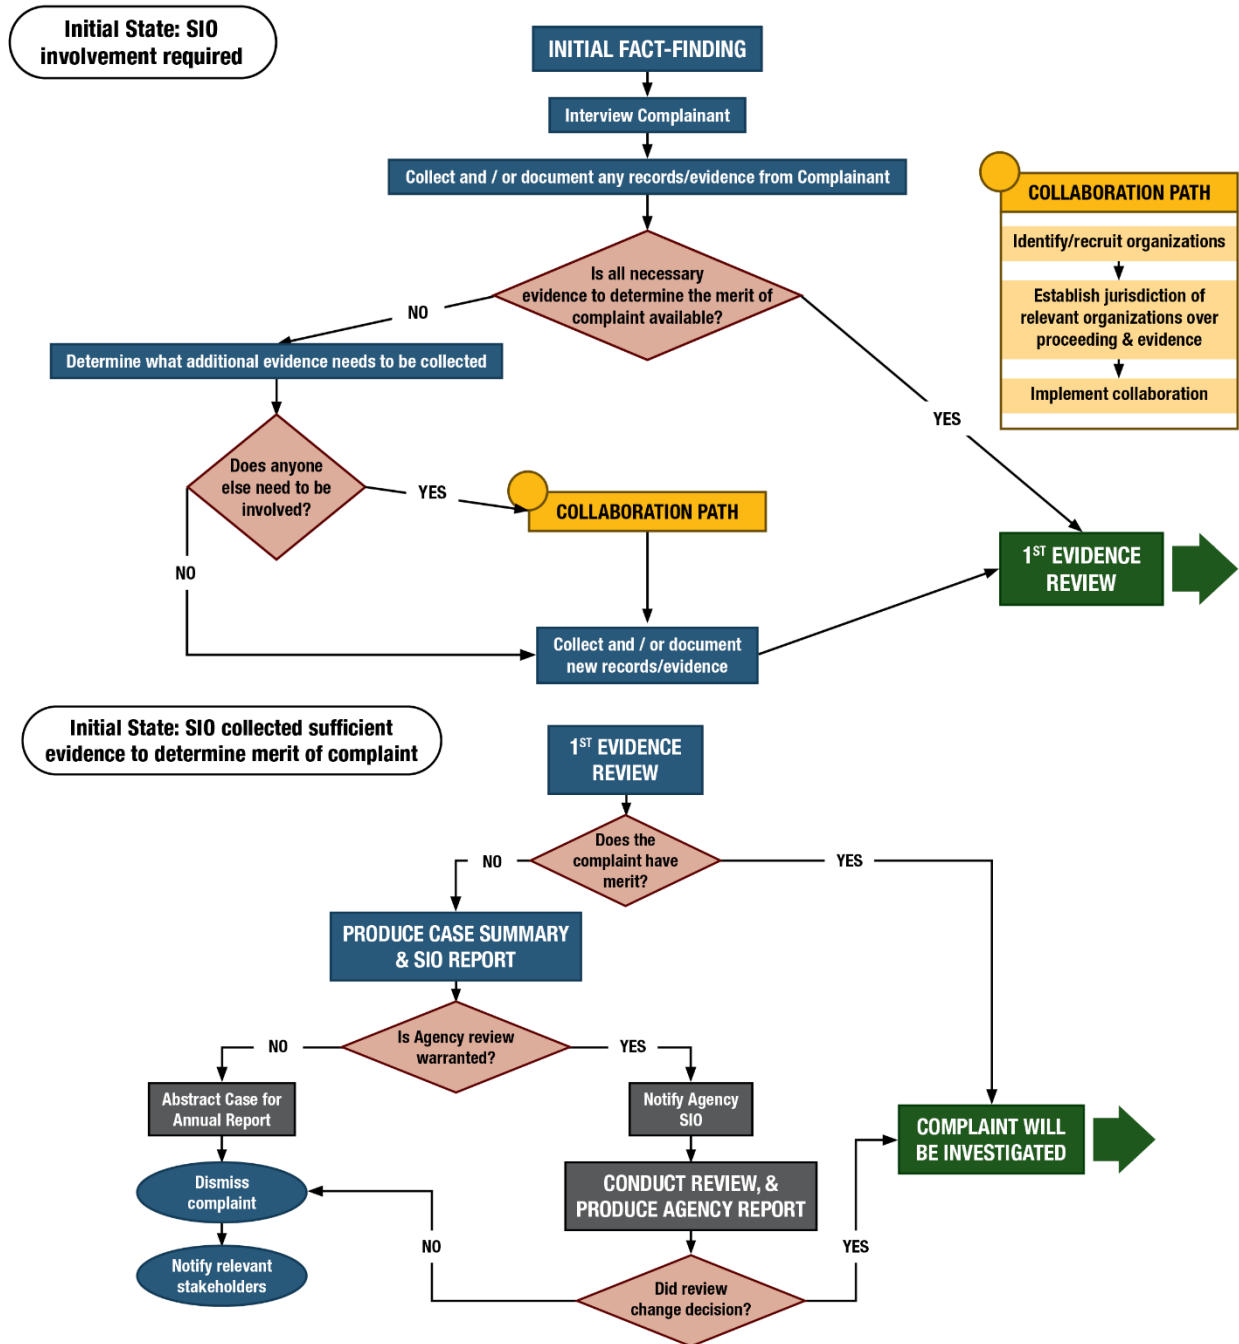 Initial State: SIO
involvement required
INITIAL FACT-FINDING
Interview Complainant
Collect and / or document any records/evidence from Complainant
Is all necessary
evidence to determine the merit of
complaint available?
NO
YES
COLLABORATION PATH
Identify/recruit organizations
Establish jurisdiction of
relevant organizations over
proceeding & evidence
Implement collaboration
Determine what additional evidence needs to be collected
Does anyone
else need to be
involved?
YES
NO
COLLABORATION PATH
1ST EVIDENCE
REVIEW
Collect and / or document
new records/evidence
Initial State: SIO collected sufficient
evidence to determine merit of complaint
1ST EVIDENCE
REVIEW
Does the
complaint have
merit?
NO
YES
PRODUCE CASE SUMMARY
& SIO REPORT
Is Agency review
warranted?
NO
YES
Abstract Case for
Annual Report
Notify Agency
SIO
COMPLAINT WILL
BE INVESTIGATED
Dismiss
complaint
CONDUCT REVIEW, &
PRODUCE AGENCY REPORT
NO
YES
Notify relevant
stakeholders
Did review
change decision?